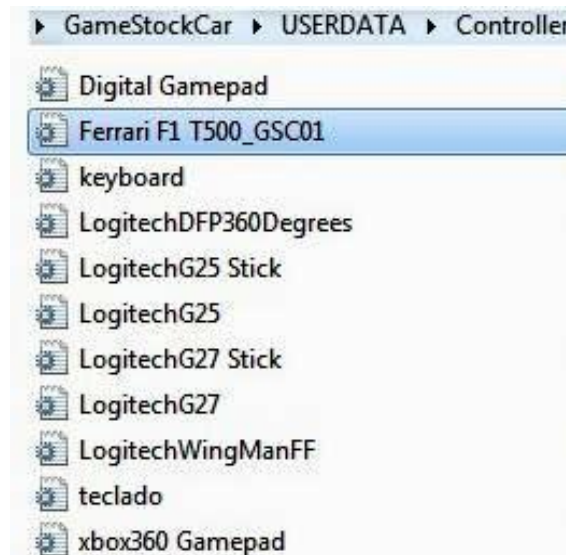 GameStockCar ▸ USERDATA ▸ Controller
Digital Gamepad
Ferrari F1 T500_GSC01
keyboard
LogitechDFP360Degrees
LogitechG25 Stick
LogitechG25
LogitechG27 Stick
LogitechG27
LogitechWingManFF
teclado
xbox360 Gamepad